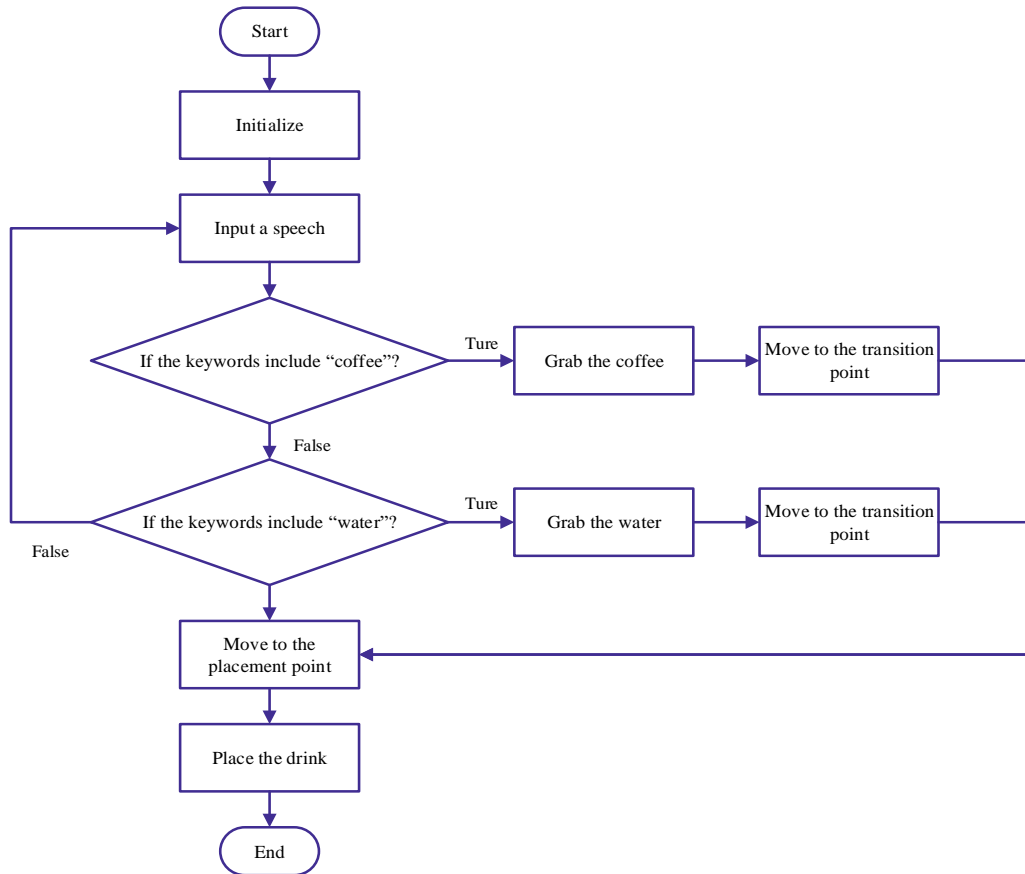 Start
Initialize
Input a speech
If the keywords include “coffee”?
Ture
Grab the coffee
Move to the transition
point
False
If the keywords include “water”?
Ture
Grab the water
Move to the transition
point
False
Move to the
placement point
Place the drink
End